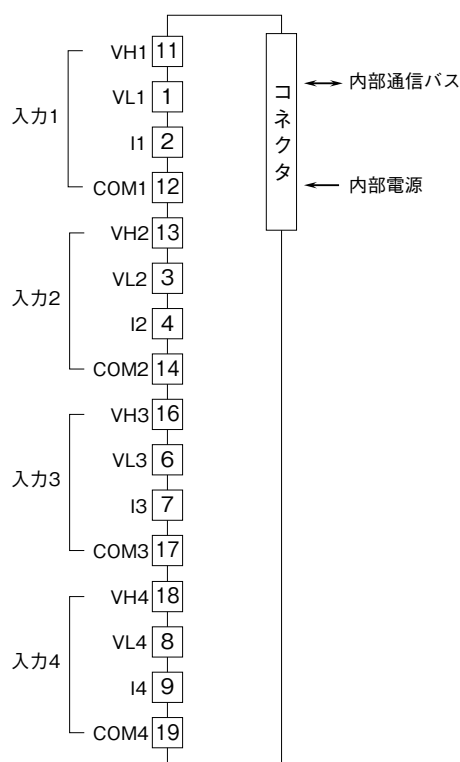 入力1
VH1 11
VL1 1
I1 2
COM1 12
入力2
VH2 13
VL2 3
I2 4
COM2 14
入力3
VH3 16
VL3 6
I3 7
COM3 17
入力4
VH4 18
VL4 8
I4 9
COM4 19
コネクタ
内部通信バス
内部電源